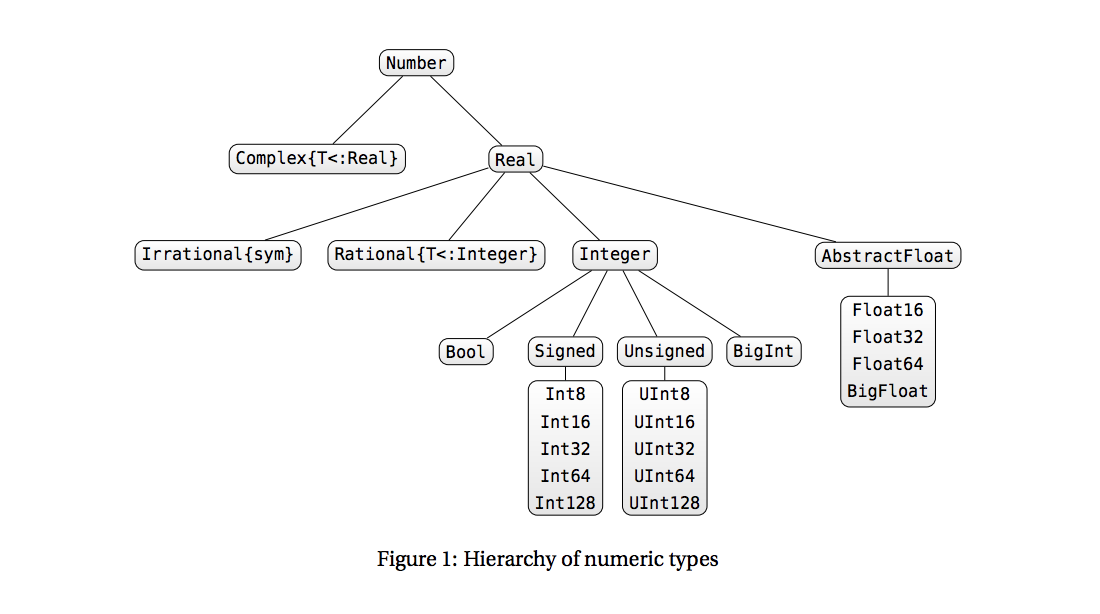 Number
Complex{T<:Real}
Real
Irrational{sym}
Rational{T<:Integer}
Integer
AbstractFloat
Bool
Signed
Unsigned
BigInt
Float16
Float32
Float64
BigFloat
Int8
Int16
Int32
Int64
Int128
UInt8
UInt16
UInt32
UInt64
UInt128
Figure 1: Hierarchy of numeric types